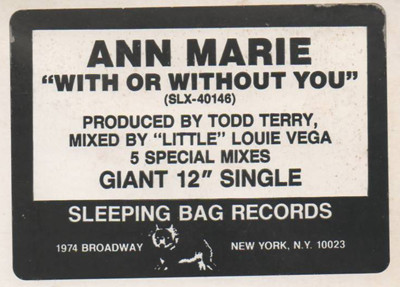 ANN MARIE
“WITH OR WITHOUT YOU”
(SLX-40146)
PRODUCED BY TODD TERRY,
MIXED BY “LITTLE” LOUIE VEGA
5 SPECIAL MIXES
GIANT 12″ SINGLE
SLEEPING BAG RECORDS
1974 BROADWAY NEW YORK, N.Y. 10023